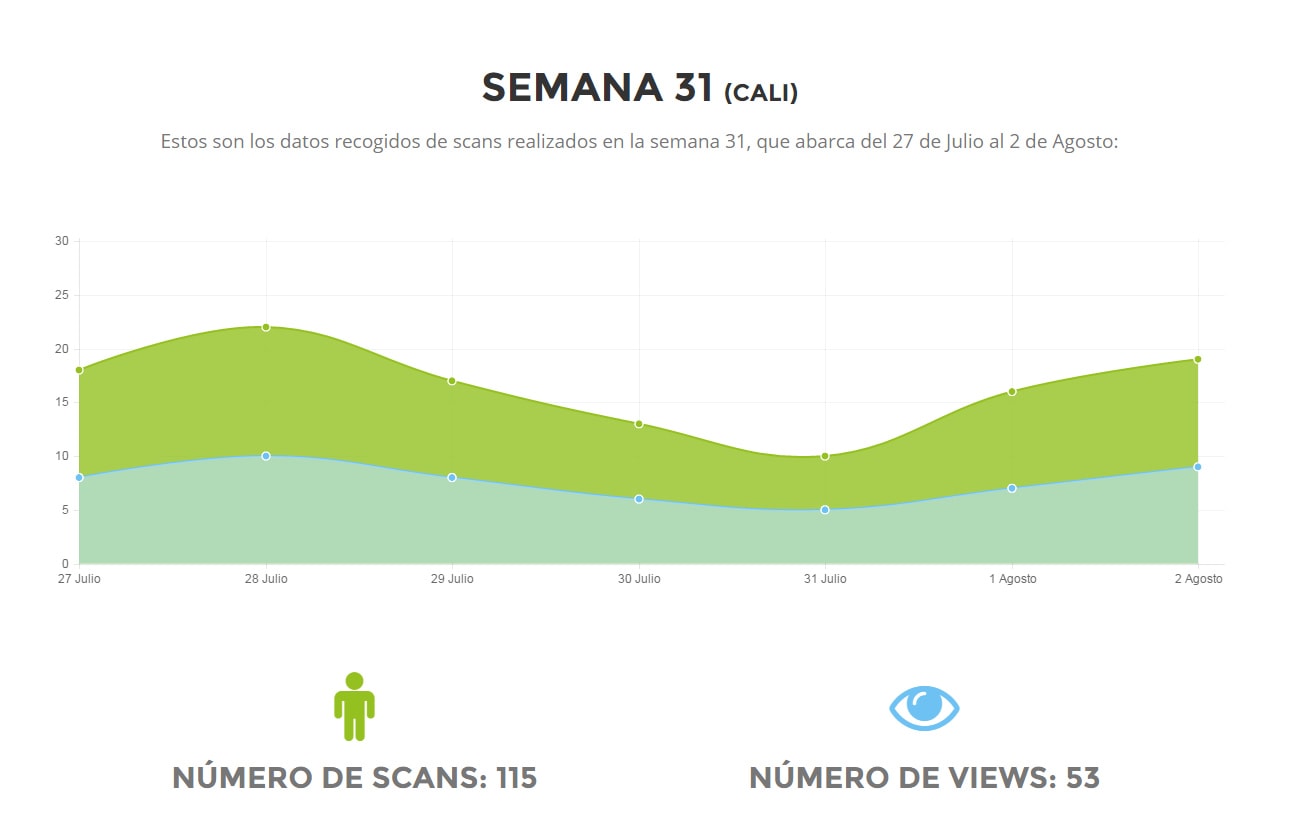 SEMANA 31 (CALI)
Estos son los datos recogidos de scans realizados en la semana 31, que abarca del 27 de Julio al 2 de Agosto:
30
25
20
15
10
5
0
27 Julio 28 Julio 29 Julio 30 Julio 31 Julio 1 Agosto 2 Agosto
NÚMERO DE SCANS: 115 NÚMERO DE VIEWS: 53